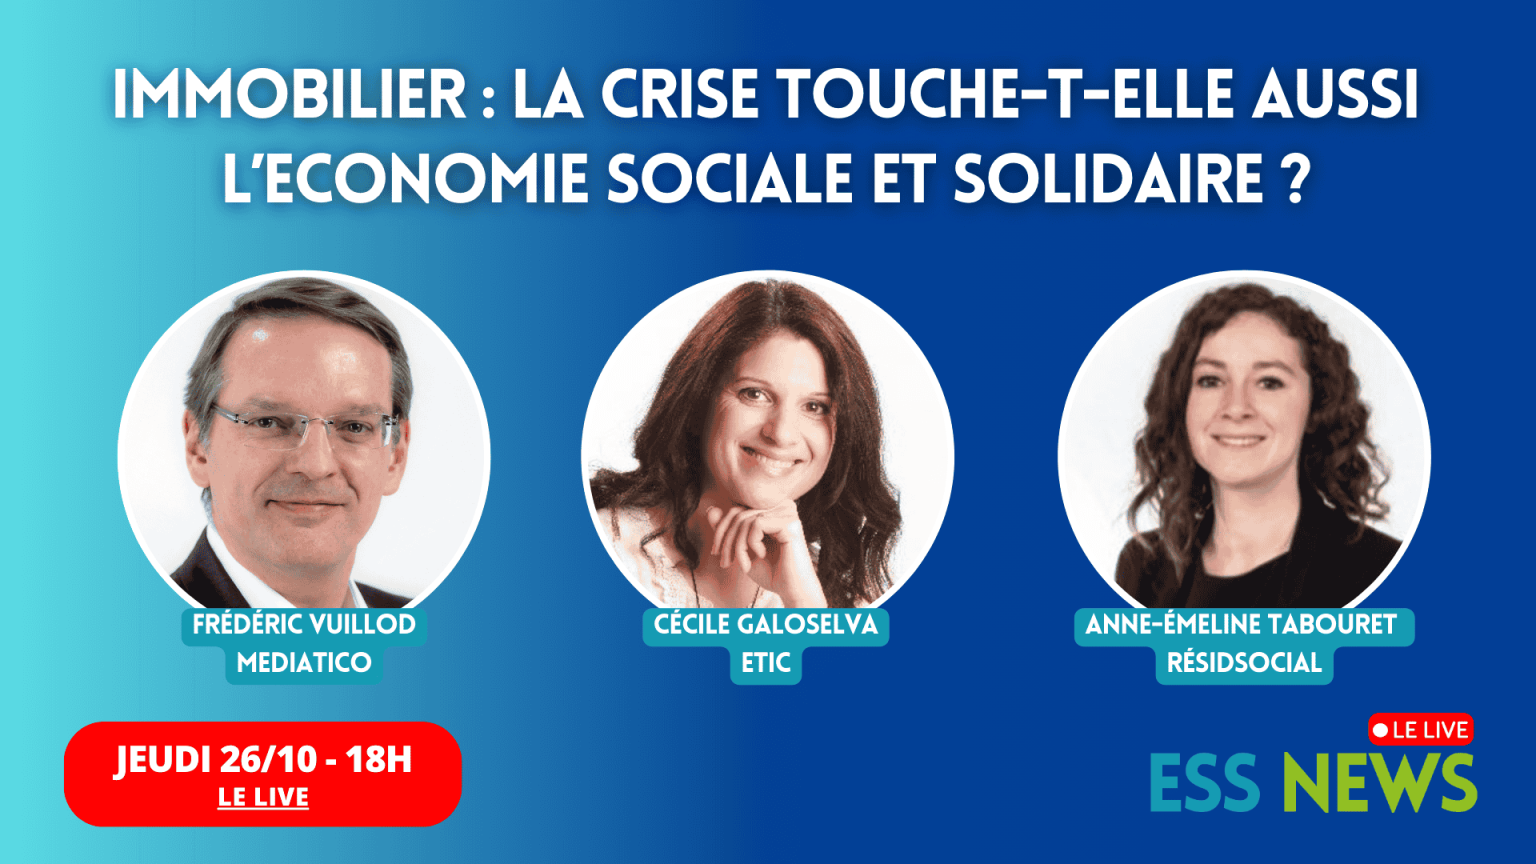 IMMOBILIER : LA CRISE TOUCHE-T-ELLE AUSSI
L'ECONOMIE SOCIALE ET SOLIDAIRE ?
FRÉDÉRIC VUILLOD
MEDIATICO
CÉCILE GALOSELVA
ETIC
ANNE-ÉMELINE TABOURET
RÉSIDSOCIAL
JEUDI 26/10 - 18H
LE LIVE
LE LIVE
ESS NEWS